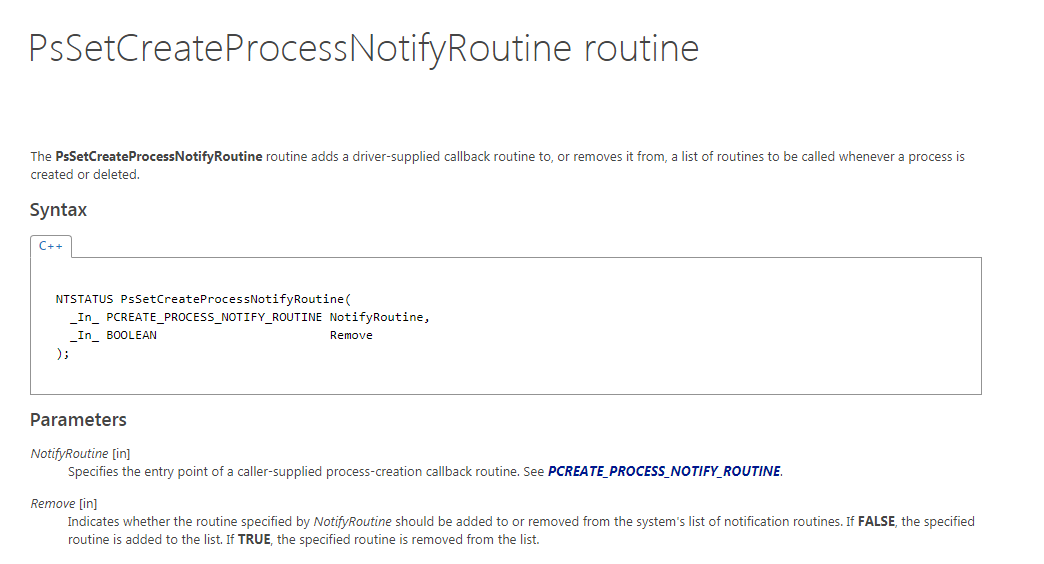 PsSetCreateProcessNotifyRoutine routine
The PsSetCreateProcessNotifyRoutine routine adds a driver-supplied callback routine to, or removes it from, a list of routines to be called whenever a process is
created or deleted.
Syntax
C++
NTSTATUS PsSetCreateProcessNotifyRoutine(
  _In_ PCREATE_PROCESS_NOTIFY_ROUTINE NotifyRoutine,
  _In_ BOOLEAN                        Remove
);
Parameters
NotifyRoutine [in]
Specifies the entry point of a caller-supplied process-creation callback routine. See PCREATE_PROCESS_NOTIFY_ROUTINE.
Remove [in]
Indicates whether the routine specified by NotifyRoutine should be added to or removed from the system's list of notification routines. If FALSE, the specified
routine is added to the list. If TRUE, the specified routine is removed from the list.